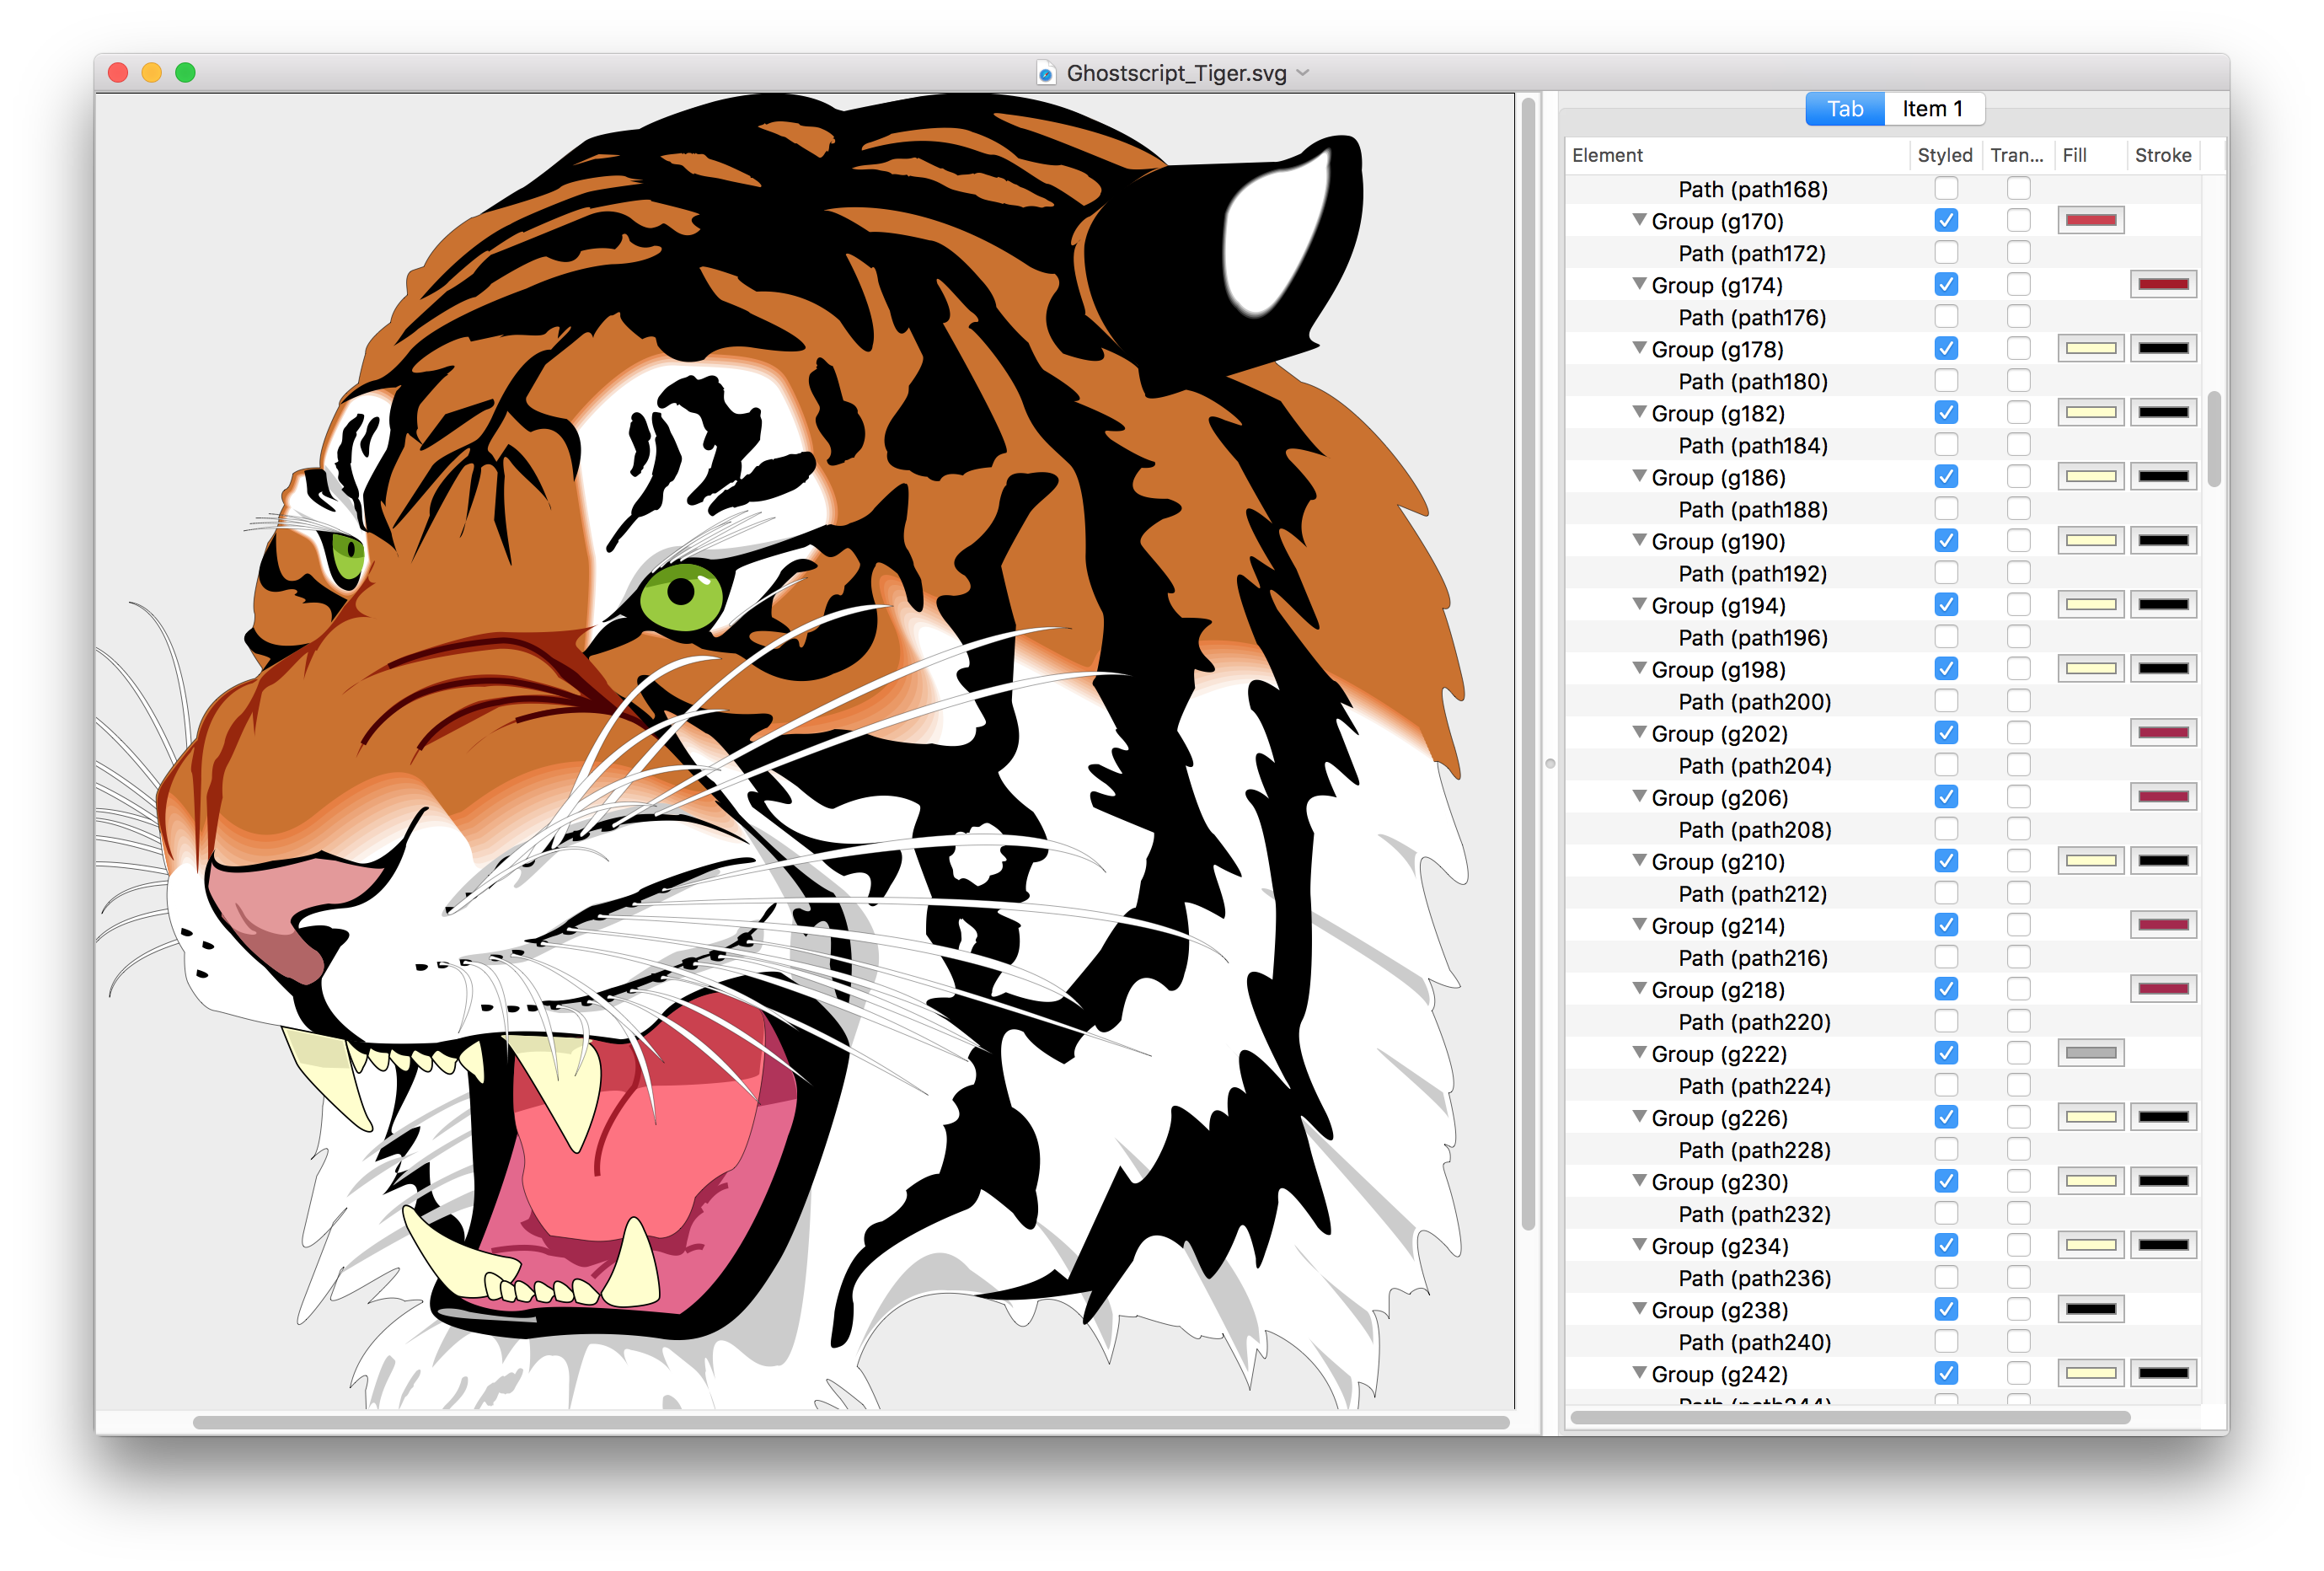 Ghostscript_Tiger.svg
Tab Item 1
Element Styled Tran... Fill Stroke
Path (path168)
Group (g170)
Path (path172)
Group (g174)
Path (path176)
Group (g178)
Path (path180)
Group (g182)
Path (path184)
Group (g186)
Path (path188)
Group (g190)
Path (path192)
Group (g194)
Path (path196)
Group (g198)
Path (path200)
Group (g202)
Path (path204)
Group (g206)
Path (path208)
Group (g210)
Path (path212)
Group (g214)
Path (path216)
Group (g218)
Path (path220)
Group (g222)
Path (path224)
Group (g226)
Path (path228)
Group (g230)
Path (path232)
Group (g234)
Path (path236)
Group (g238)
Path (path240)
Group (g242)
Path (path244)